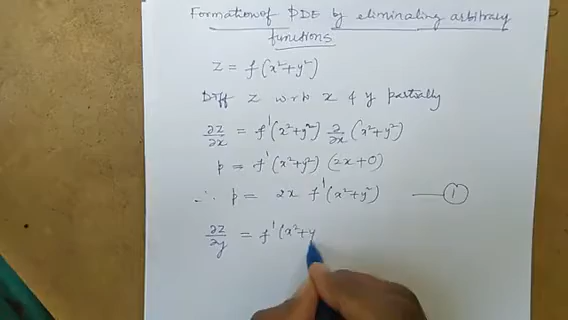 Formation of PDE by eliminating arbitrary
functions
z = f(x²+y²)
Diff z w r to x & y partially
∂z/∂x = f'(x²+y²) ∂/∂x (x²+y²)
p = f'(x²+y²) (2x+0)
∴ p = 2x f'(x²+y²) —— ①
∂z/∂y = f'(x²+y